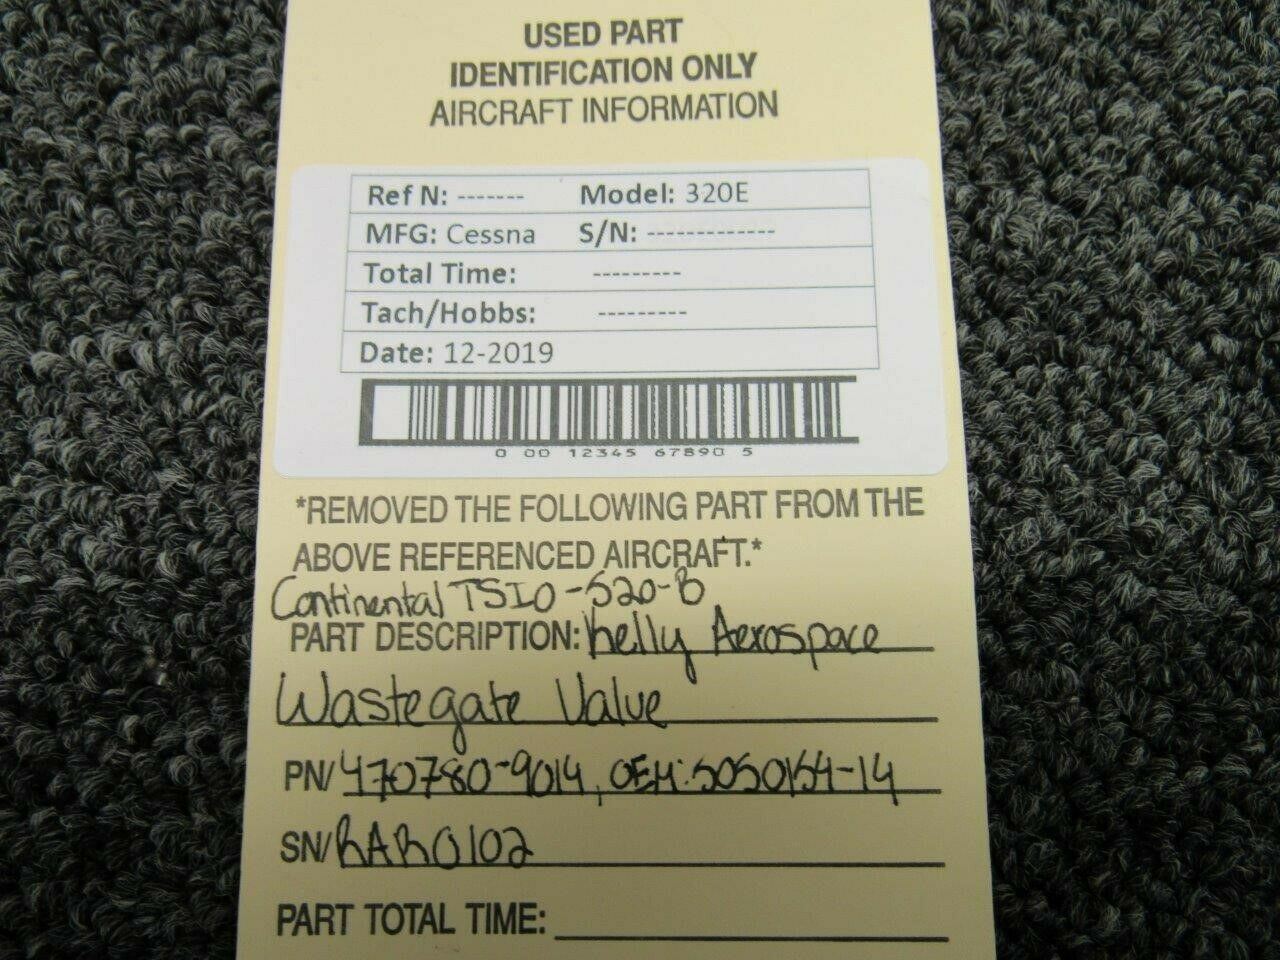 USED PART
IDENTIFICATION ONLY
AIRCRAFT INFORMATION
Ref N: ------- Model: 320E
MFG: Cessna S/N: -------------
Total Time: ---------
Tach/Hobbs: ---------
Date: 12-2019
0 00 12345 67890 5
*REMOVED THE FOLLOWING PART FROM THE
ABOVE REFERENCED AIRCRAFT.*
Continental TSIO-520-B
PART DESCRIPTION: Kelly Aerospace
Wastegate Valve
PN/ 470780-9014, OEM: 5050154-14
SN/ RAR0102
PART TOTAL TIME: